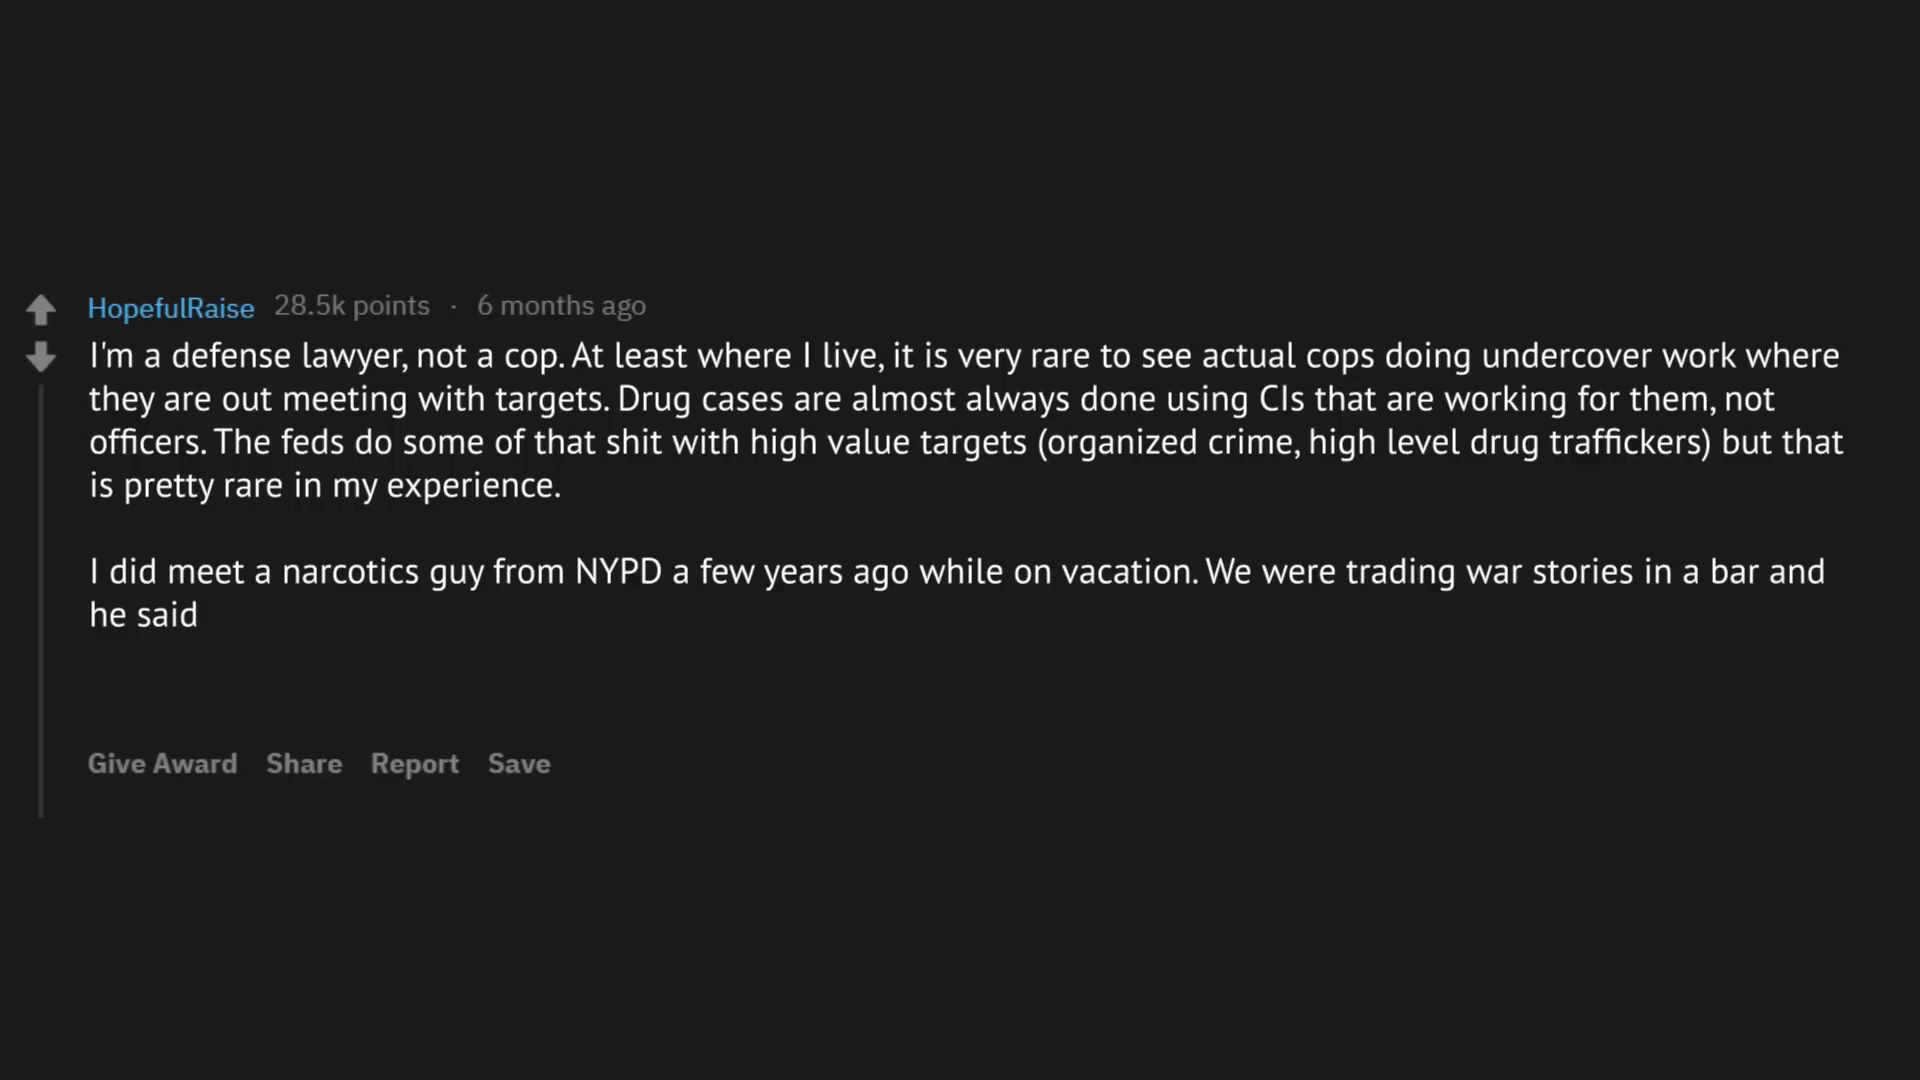 HopefulRaise 28.5k points · 6 months ago
I'm a defense lawyer, not a cop. At least where I live, it is very rare to see actual cops doing undercover work where
they are out meeting with targets. Drug cases are almost always done using CIs that are working for them, not
officers. The feds do some of that shit with high value targets (organized crime, high level drug traffickers) but that
is pretty rare in my experience.
I did meet a narcotics guy from NYPD a few years ago while on vacation. We were trading war stories in a bar and
he said
Give Award Share Report Save